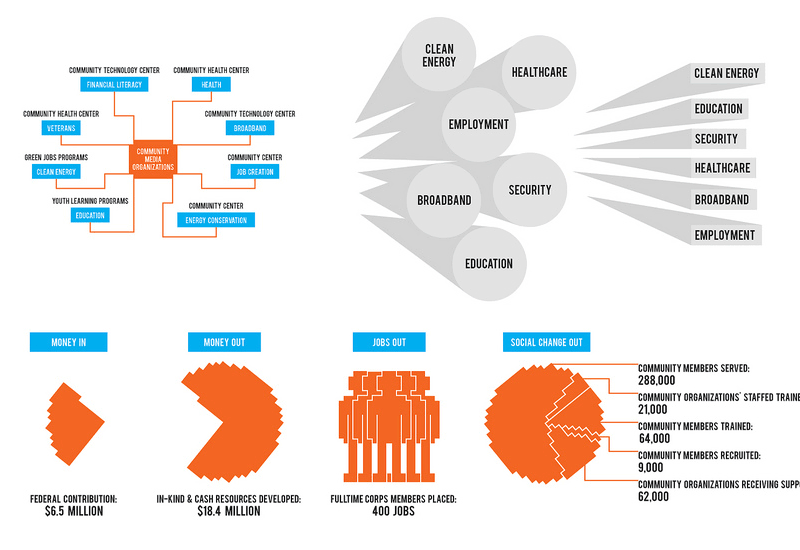 COMMUNITY TECHNOLOGY CENTER
FINANCIAL LITERACY
COMMUNITY HEALTH CENTER
HEALTH
COMMUNITY HEALTH CENTER
VETERANS
COMMUNITY TECHNOLOGY CENTER
BROADBAND
GREEN JOBS PROGRAMS
CLEAN ENERGY
COMMUNITY
MEDIA
ORGANIZATIONS
COMMUNITY CENTER
JOB CREATION
YOUTH LEARNING PROGRAMS
EDUCATION
COMMUNITY CENTER
ENERGY CONSERVATION
CLEAN
ENERGY
HEALTHCARE
EMPLOYMENT
BROADBAND
SECURITY
EDUCATION
CLEAN ENERGY
EDUCATION
SECURITY
HEALTHCARE
BROADBAND
EMPLOYMENT
MONEY IN
FEDERAL CONTRIBUTION:
$6.5 MILLION
MONEY OUT
IN-KIND & CASH RESOURCES DEVELOPED:
$18.4 MILLION
JOBS OUT
FULLTIME CORPS MEMBERS PLACED:
400 JOBS
SOCIAL CHANGE OUT
COMMUNITY MEMBERS SERVED:
288,000
COMMUNITY ORGANIZATIONS' STAFFED
21,000
COMMUNITY MEMBERS TRAINED:
64,000
COMMUNITY MEMBERS RECRUITED:
9,000
COMMUNITY ORGANIZATIONS RECEIVING
62,000